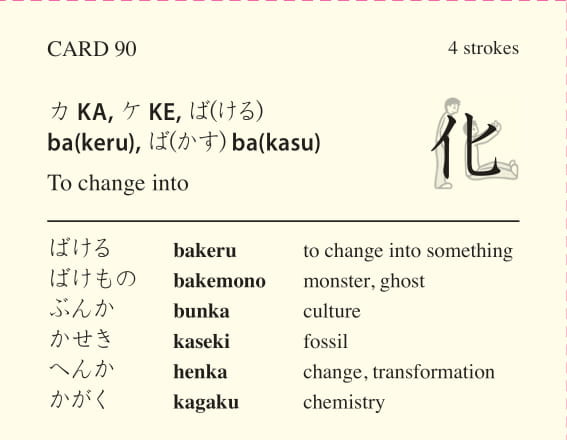 CARD 90
4 strokes
カ KA, ケ KE, ば(ける)
ba(keru), ば(かす) ba(kasu)
To change into
化
ばける bakeru to change into something
ばけもの bakemono monster, ghost
ぶんか bunka culture
かせき kaseki fossil
へんか henka change, transformation
かがく kagaku chemistry